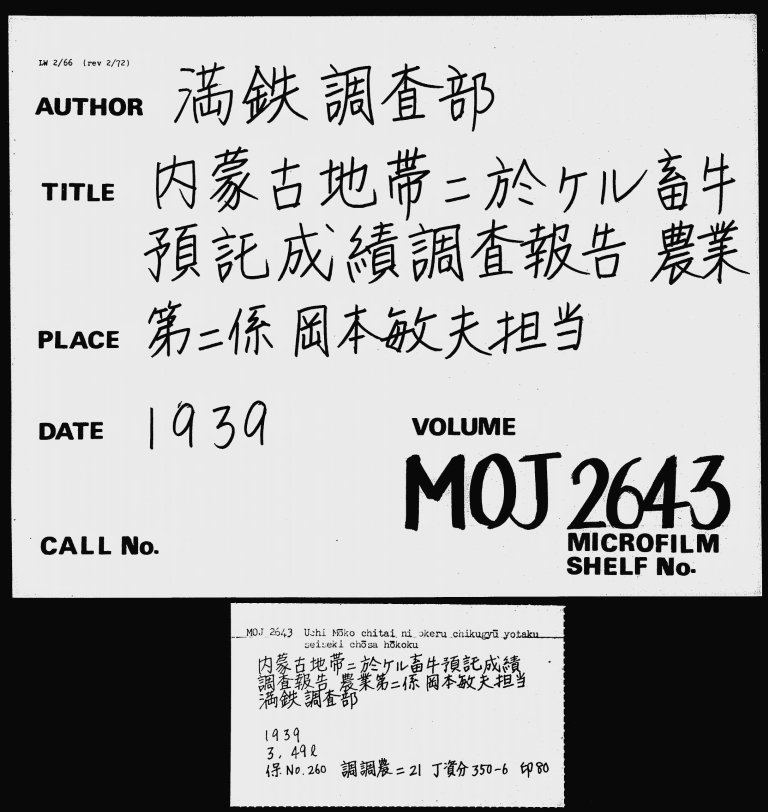 LW 2/66 (rev 2/72)
AUTHOR 満鉄調査部
TITLE 内蒙古地帯ニ於ケル畜牛
預託成績調査報告 農業
PLACE 第二係 岡本敏夫担当
DATE 1939
VOLUME
MOJ 2643
CALL No.
MICROFILM
SHELF No.
MOJ 2643 Uchi Mōko chitai ni okeru chikugyū yotaku
seiseki chōsa hōkoku
内蒙古地帯ニ於ケル畜牛預託成績
調査報告 農業第二係 岡本敏夫担当
満鉄調査部
1939
3, 49l
保No.260 調調農=21 丁資分350-6 印80